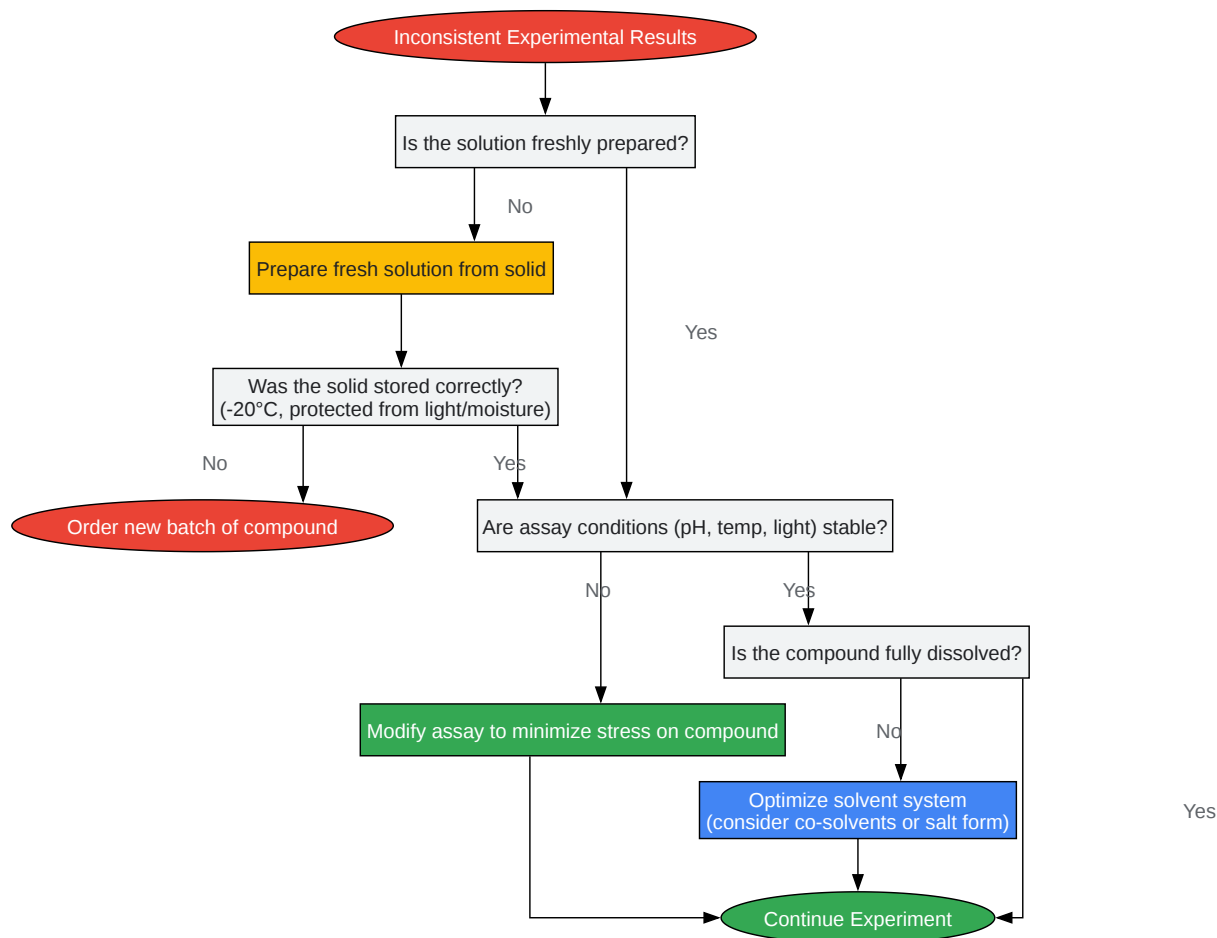 Inconsistent Experimental Results
Is the solution freshly prepared?
No
Prepare fresh solution from solid
Yes
Was the solid stored correctly?
(-20°C, protected from light/moisture)
No
Yes
Order new batch of compound
Are assay conditions (pH, temp, light) stable?
No
Yes
Is the compound fully dissolved?
Modify assay to minimize stress on compound
No
Optimize solvent system
(consider co-solvents or salt form)
Yes
Continue Experiment